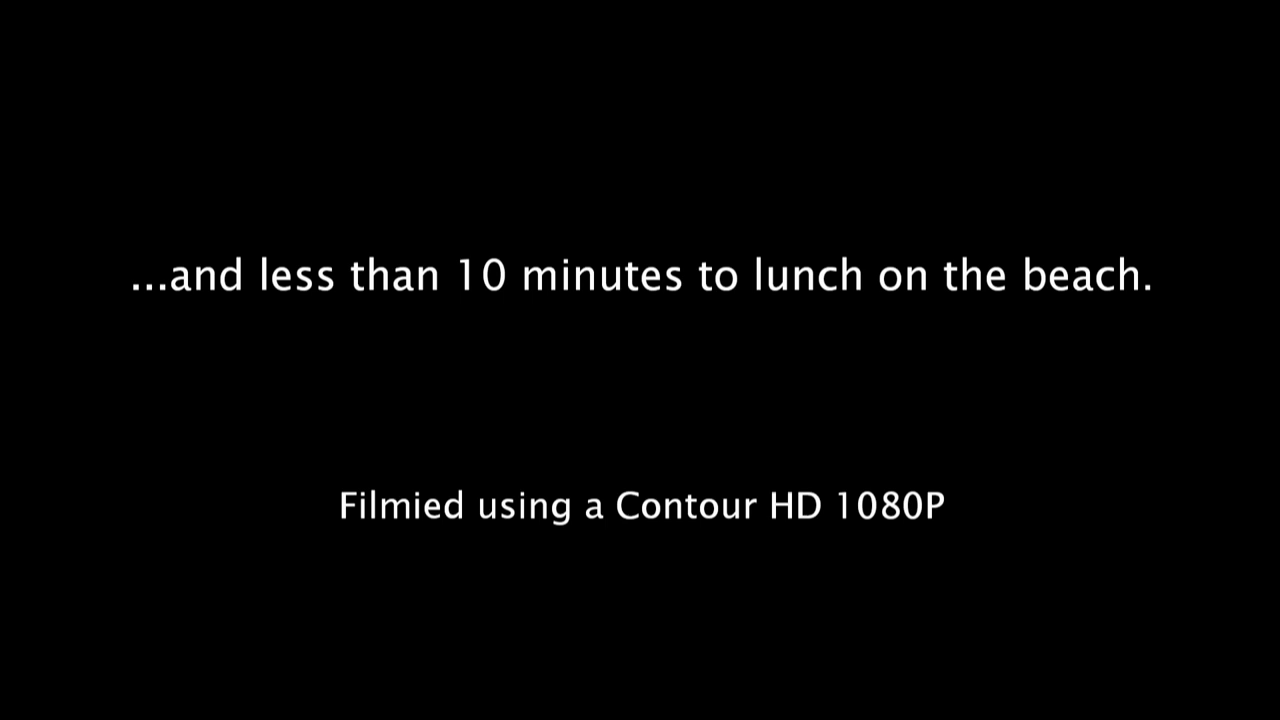 ...and less than 10 minutes to lunch on the beach.
Filmied using a Contour HD 1080P